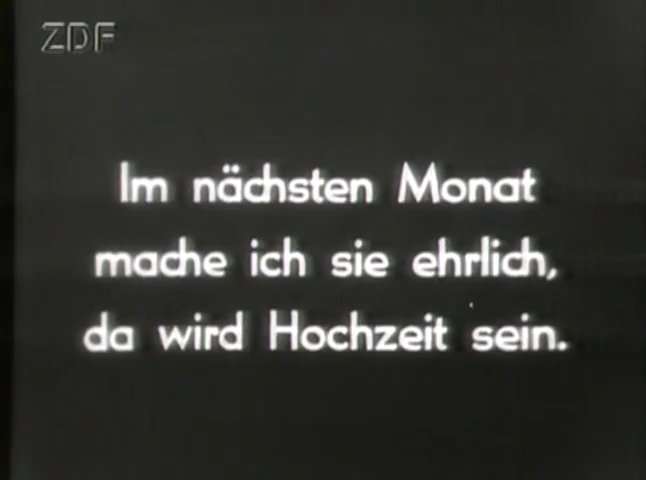 ZDF
Im nächsten Monat
mache ich sie ehrlich,
da wird Hochzeit sein.